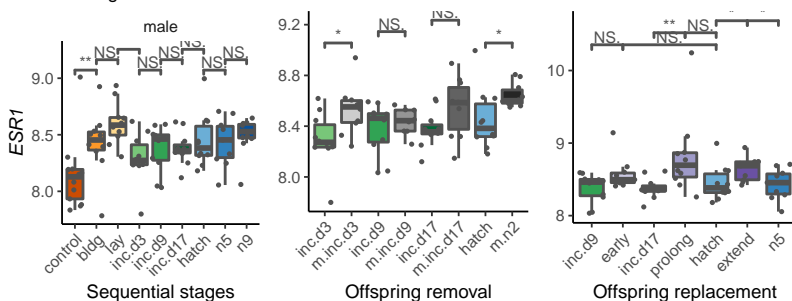 male
ESR1
9.0
8.5
8.0
** NS. NS. NS. NS. NS.
control bldg lay inc.d3 inc.d9 inc.d17 hatch n5 n9
Sequential stages
9.2
8.8
8.4
8.0
* NS. NS. *
inc.d3 m.inc.d3 inc.d9 m.inc.d9 inc.d17 m.inc.d17 hatch m.n2
Offspring removal
10
9
8
NS. NS. **
inc.d9 early inc.d17 prolong hatch extend n5
Offspring replacement